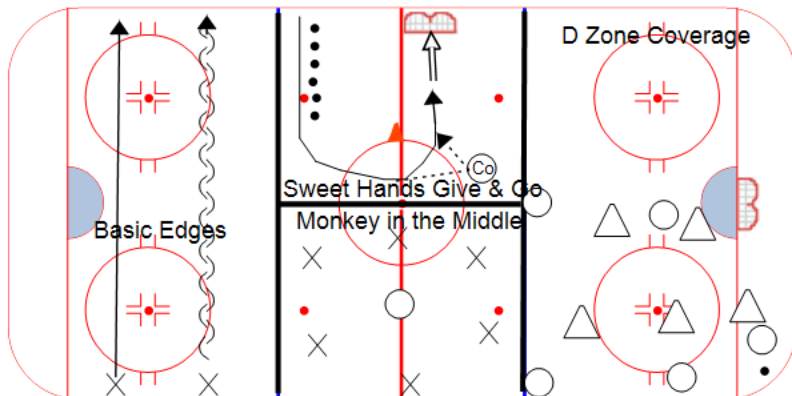 D Zone Coverage
Co
Sweet Hands Give & Go
Monkey in the Middle
Basic Edges